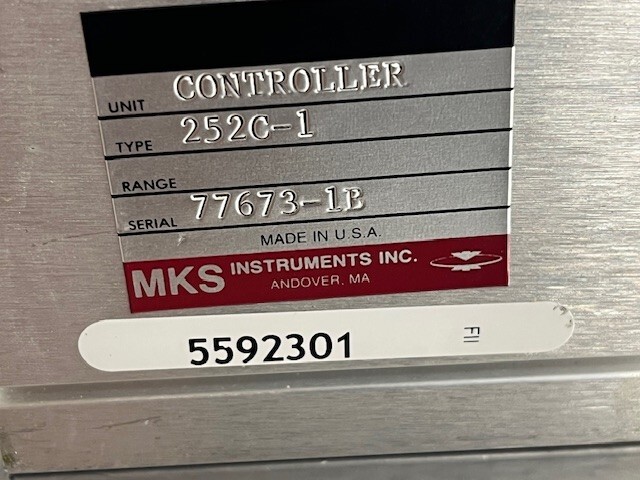 UNIT CONTROLLER
TYPE 252C-1
RANGE
SERIAL 77673-1B
MADE IN U.S.A.
MKS INSTRUMENTS INC.
ANDOVER, MA
5592301